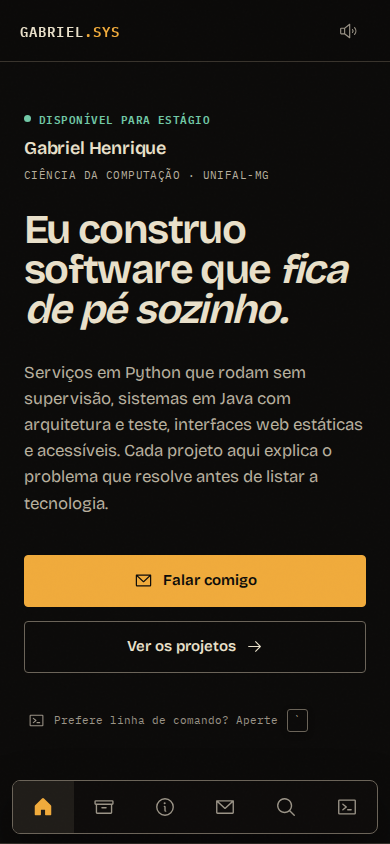 GABRIEL.SYS
DISPONÍVEL PARA ESTÁGIO
Gabriel Henrique
CIÊNCIA DA COMPUTAÇÃO · UNIFAL-MG
Eu construo
software que fica
de pé sozinho.
Serviços em Python que rodam sem
supervisão, sistemas em Java com
arquitetura e teste, interfaces web estáticas
e acessíveis. Cada projeto aqui explica o
problema que resolve antes de listar a
tecnologia.
Falar comigo
Ver os projetos
Prefere linha de comando? Aperte `